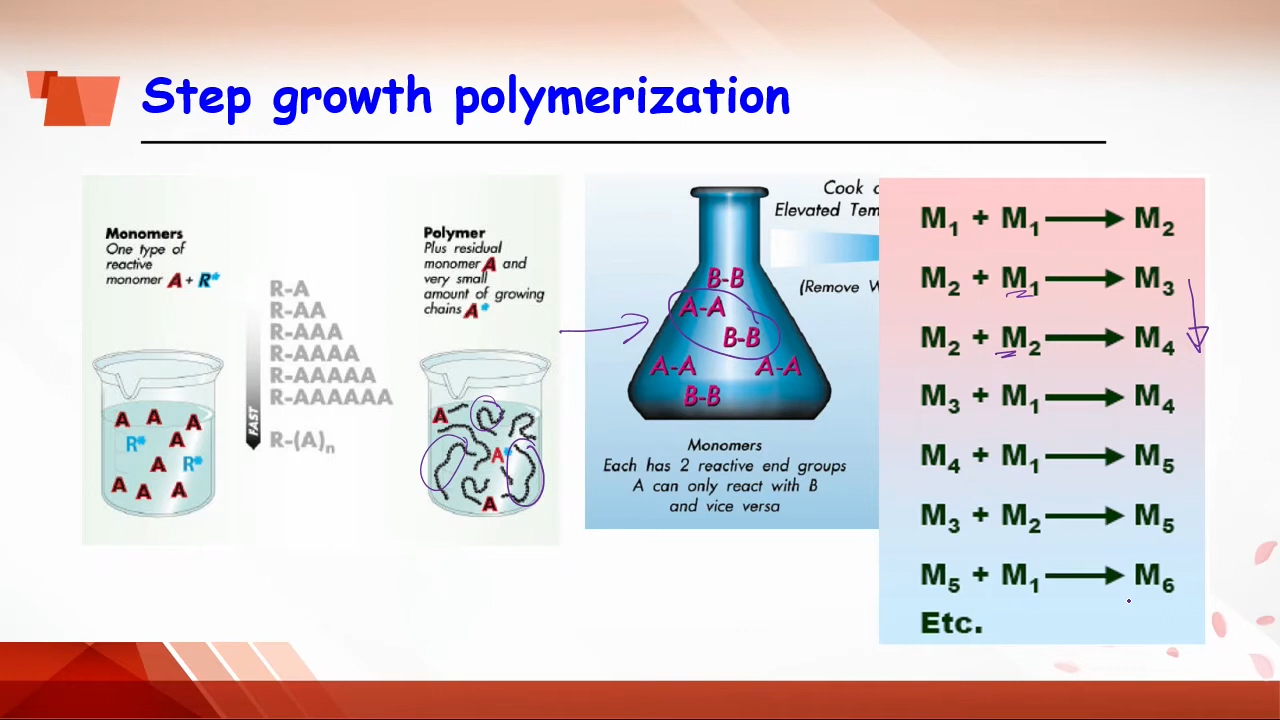 Step growth polymerization
Monomers
One type of
reactive
monomer A + R*
R-A
R-AA
R-AAA
R-AAAA
R-AAAAA
R-AAAAAA
R-(A)n
FAST
A A A
R* A
A R*
A A A
Polymer
Plus residual
monomer A and
very small
amount of growing
chains A*
A
A*
A
Cook
Elevated
(Remove
B-B
A-A
B-B
A-A A-A
B-B
Monomers
Each has 2 reactive end groups
A can only react with B
and vice versa
M1 + M1 → M2
M2 + M1 → M3
M2 + M2 → M4
M3 + M1 → M4
M4 + M1 → M5
M3 + M2 → M5
M5 + M1 → M6
Etc.